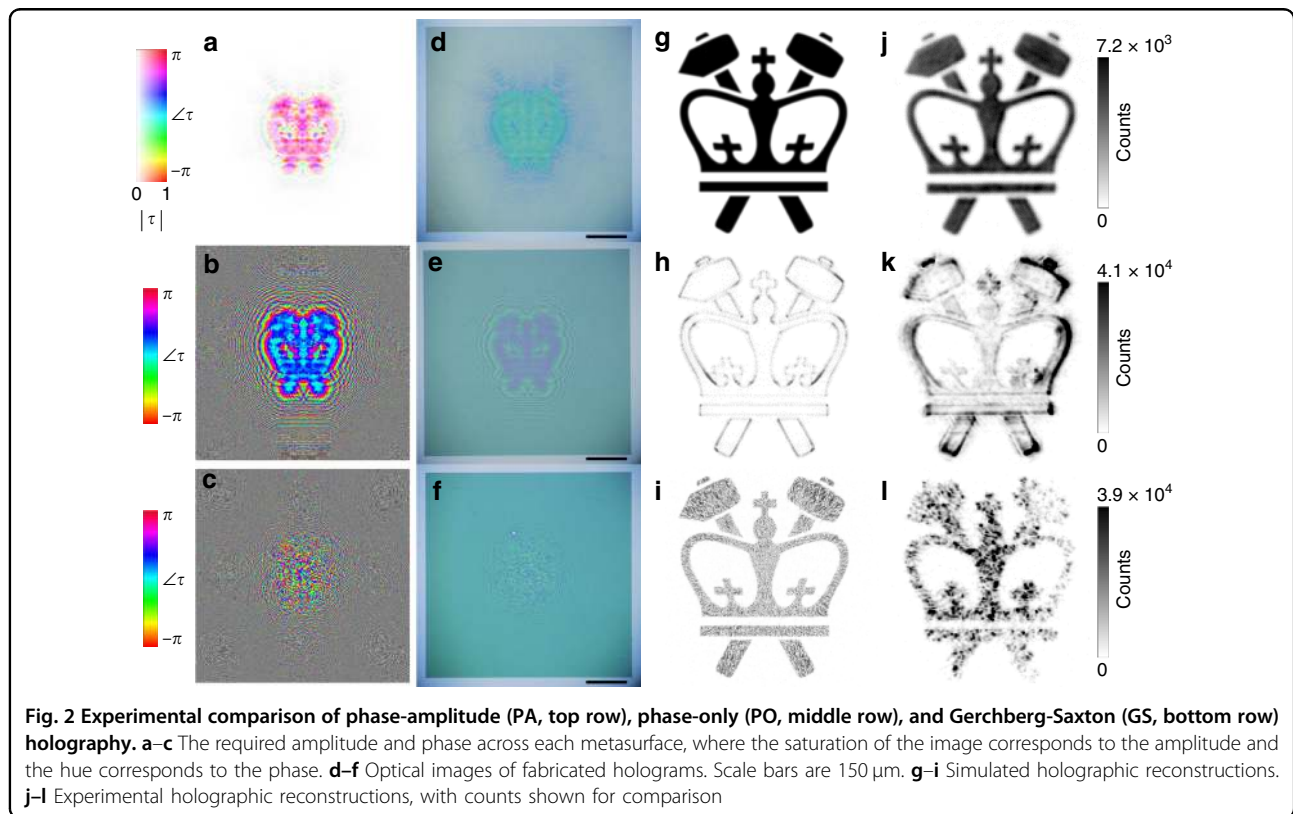 a
π
∠τ
−π
0 1
|τ|
d
g
j
7.2 × 10³
Counts
0
b
π
∠τ
−π
e
h
k
4.1 × 10⁴
Counts
0
c
π
∠τ
−π
f
i
l
3.9 × 10⁴
Counts
0
Fig. 2 Experimental comparison of phase-amplitude (PA, top row), phase-only (PO, middle row), and Gerchberg-Saxton (GS, bottom row)
holography. a–c The required amplitude and phase across each metasurface, where the saturation of the image corresponds to the amplitude and
the hue corresponds to the phase. d–f Optical images of fabricated holograms. Scale bars are 150 μm. g–i Simulated holographic reconstructions.
j–l Experimental holographic reconstructions, with counts shown for comparison